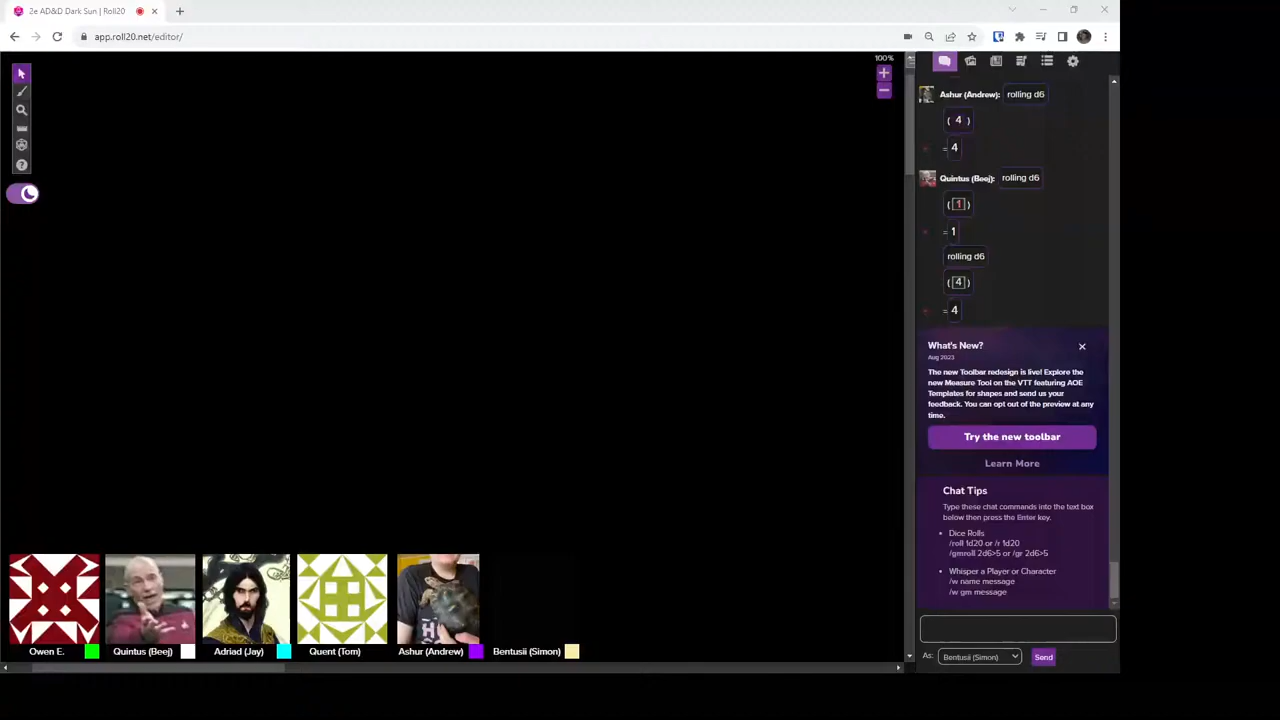 2e AD&D Dark Sun | Roll20
app.roll20.net/editor/
100%
Ashur (Andrew): rolling d6
( 4 )
= 4
Quintus (Beej): rolling d6
( 1 )
= 1
rolling d6
( 4 )
= 4
What's New?
Aug 2023
The new Toolbar redesign is live! Explore the
new Measure Tool on the VTT featuring AOE
Templates for shapes and send us your
feedback. You can opt out of the preview at any
time.
Try the new toolbar
Learn More
Chat Tips
Type these chat commands into the text box
below then press the Enter key.
• Dice Rolls
/roll 1d20 or /r 1d20
/gmroll 2d6>5 or /gr 2d6>5
• Whisper a Player or Character
/w name message
/w gm message
Owen E.
Quintus (Beej)
Adriad (Jay)
Quent (Tom)
Ashur (Andrew)
Bentusii (Simon)
As: Bentusii (Simon) Send